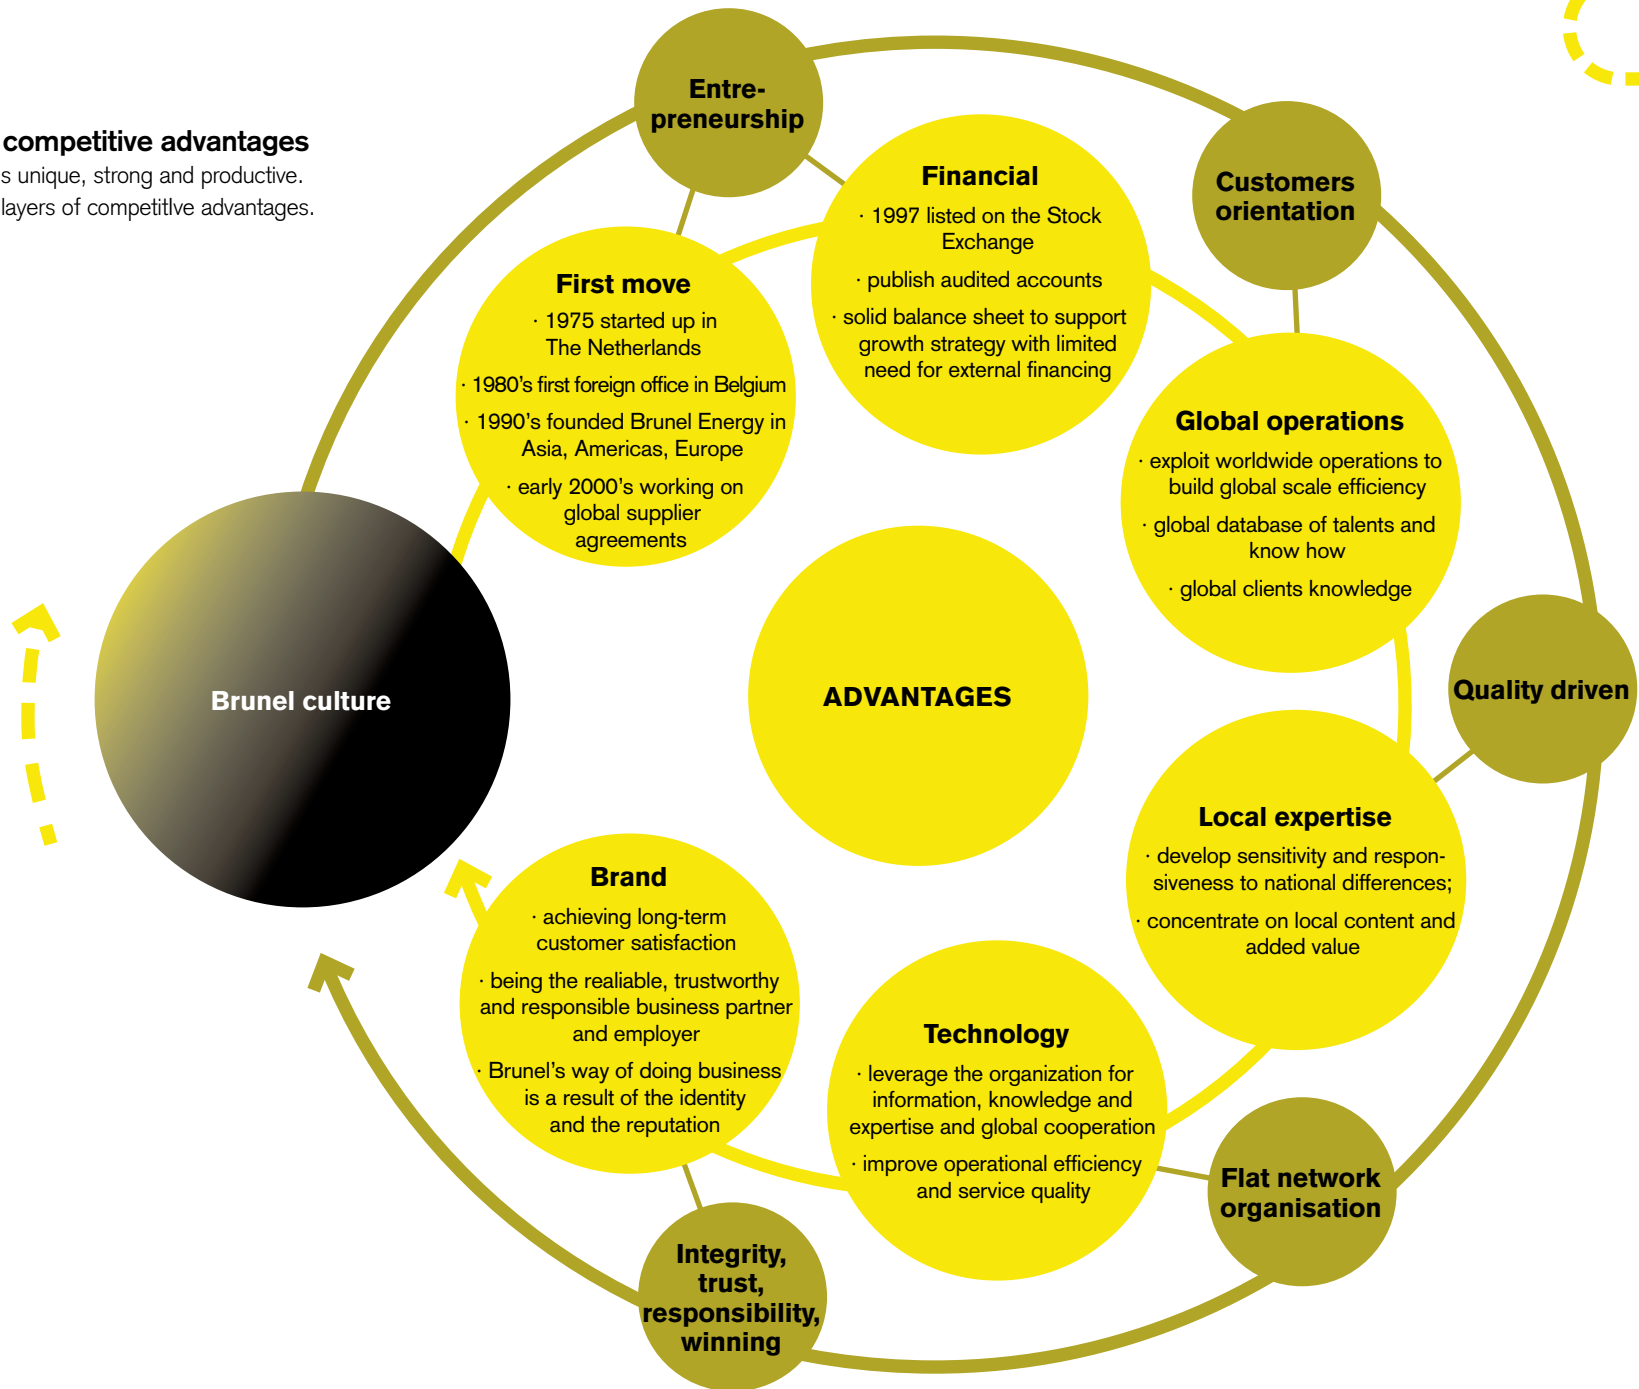 competitive advantages
s unique, strong and productive.
layers of competitIve advantages.
Entre-
preneurship
Customers
orientation
Financial
· 1997 listed on the Stock
Exchange
· publish audited accounts
· solid balance sheet to support
growth strategy with limited
need for external financing
First move
· 1975 started up in
The Netherlands
· 1980's first foreign office in Belgium
· 1990's founded Brunel Energy in
Asia, Americas, Europe
· early 2000's working on
global supplier
agreements
Global operations
· exploit worldwide operations to
build global scale efficiency
· global database of talents and
know how
· global clients knowledge
Brunel culture
ADVANTAGES
Quality driven
Local expertise
· develop sensitivity and respon-
siveness to national differences;
· concentrate on local content and
added value
Brand
· achieving long-term
customer satisfaction
· being the realiable, trustworthy
and responsible business partner
and employer
· Brunel's way of doing business
is a result of the identity
and the reputation
Technology
· leverage the organization for
information, knowledge and
expertise and global cooperation
· improve operational efficiency
and service quality
Flat network
organisation
Integrity,
trust,
responsibility,
winning